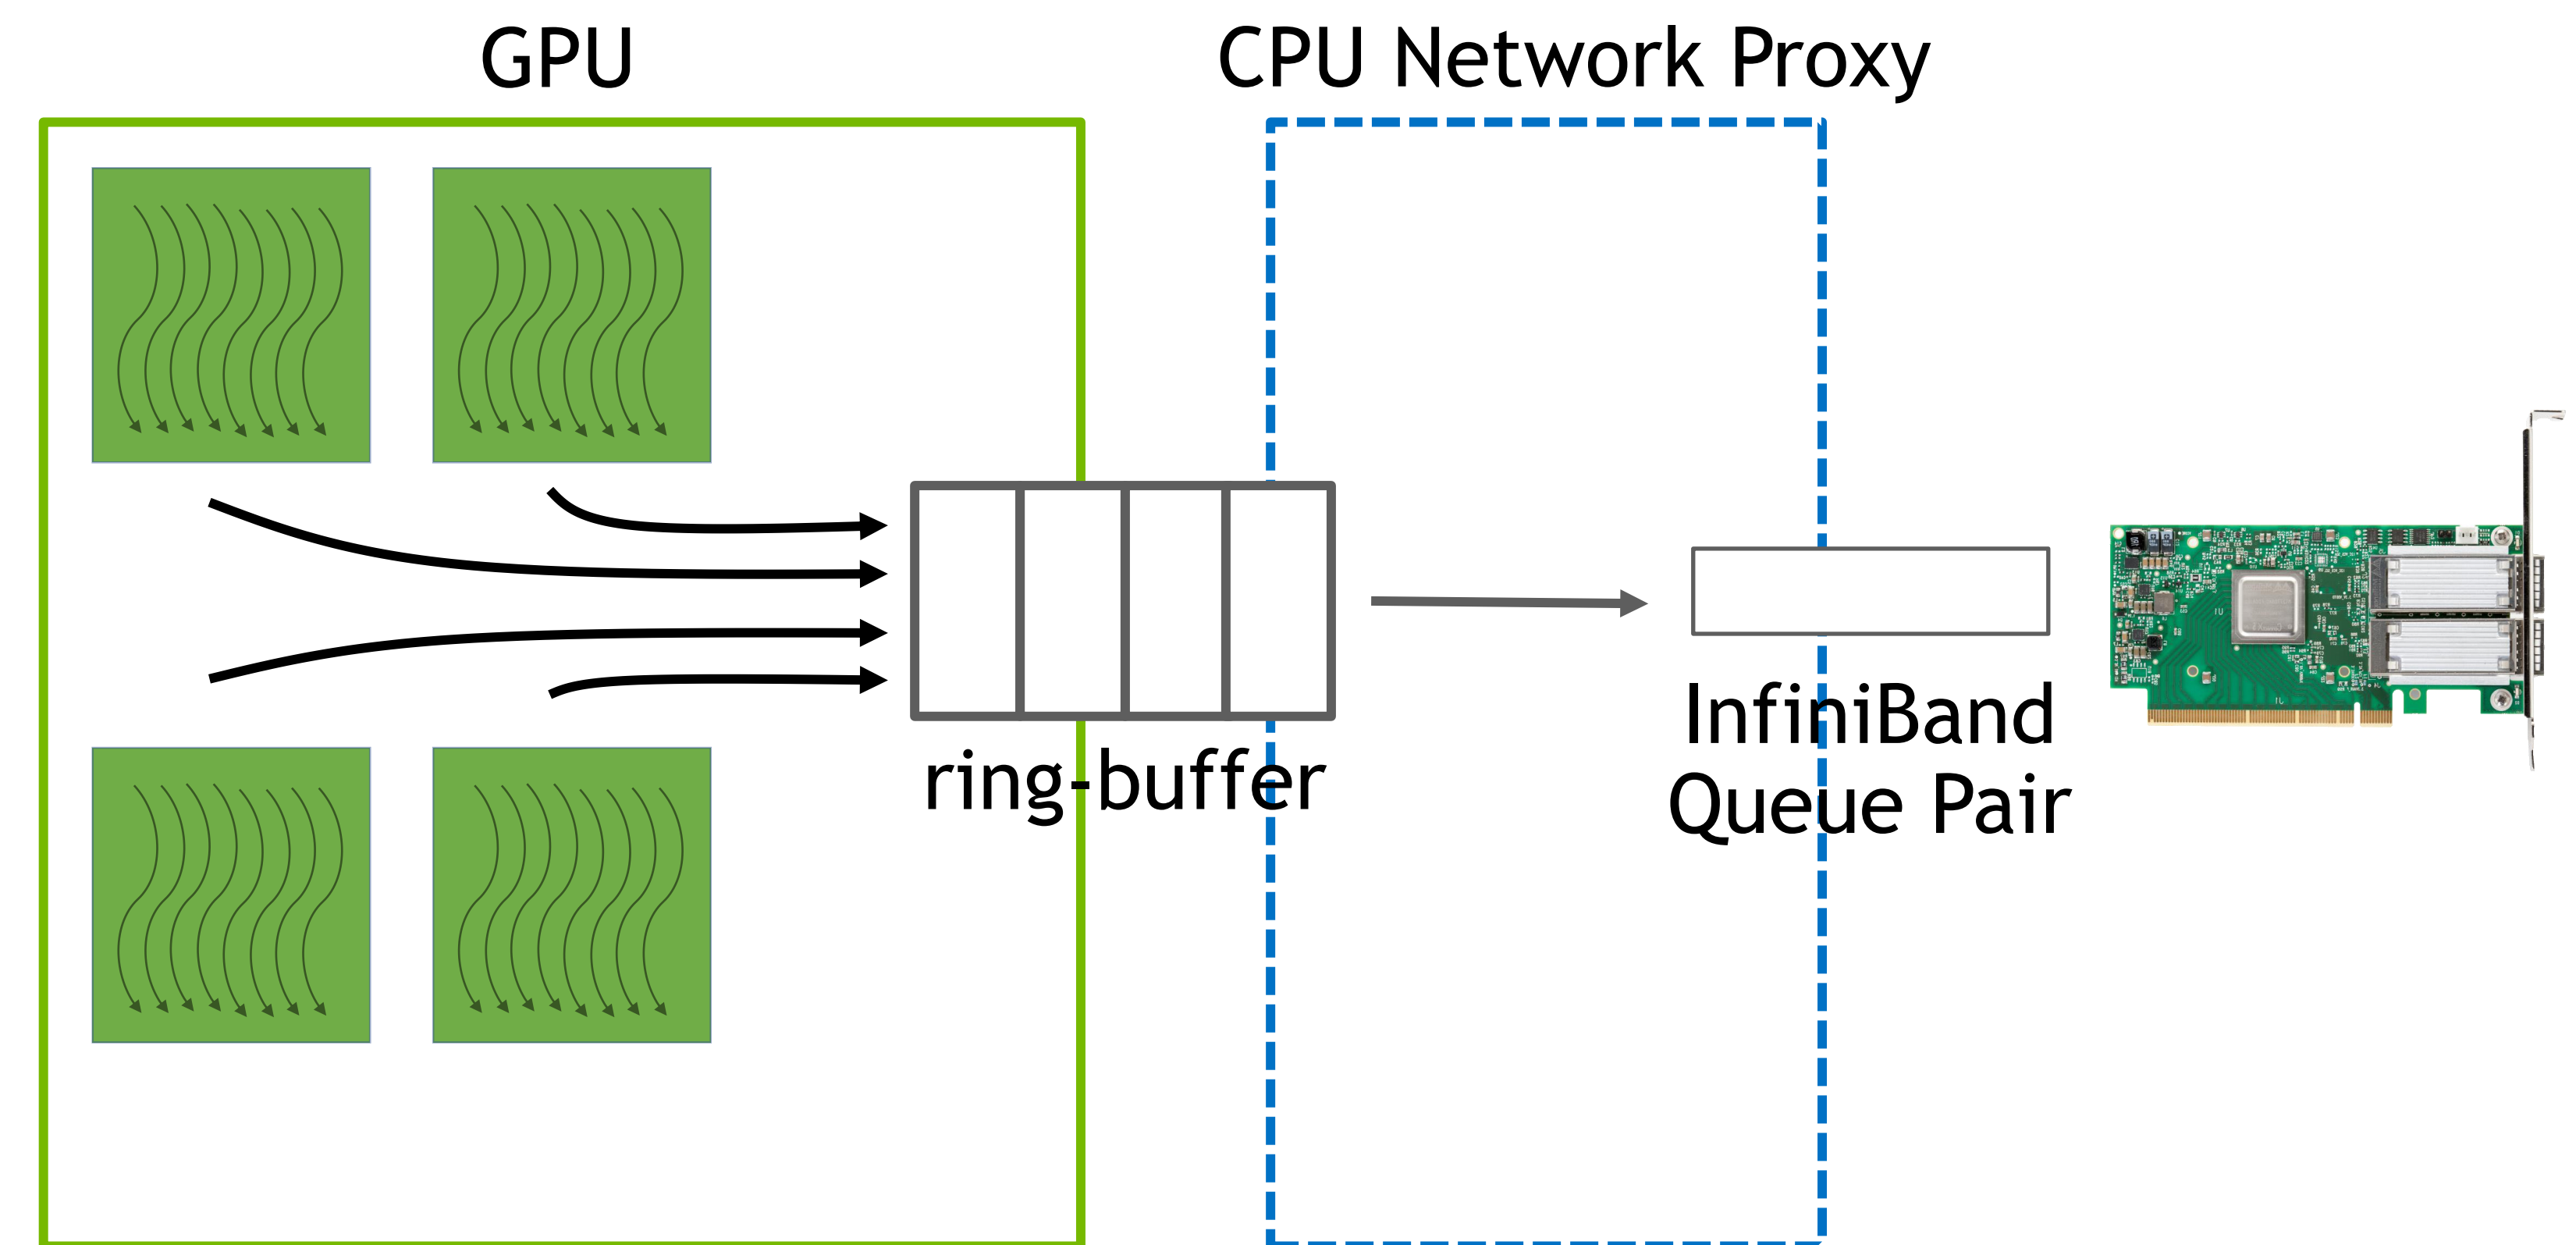 GPU
CPU Network Proxy
ring-buffer
InfiniBand
Queue Pair